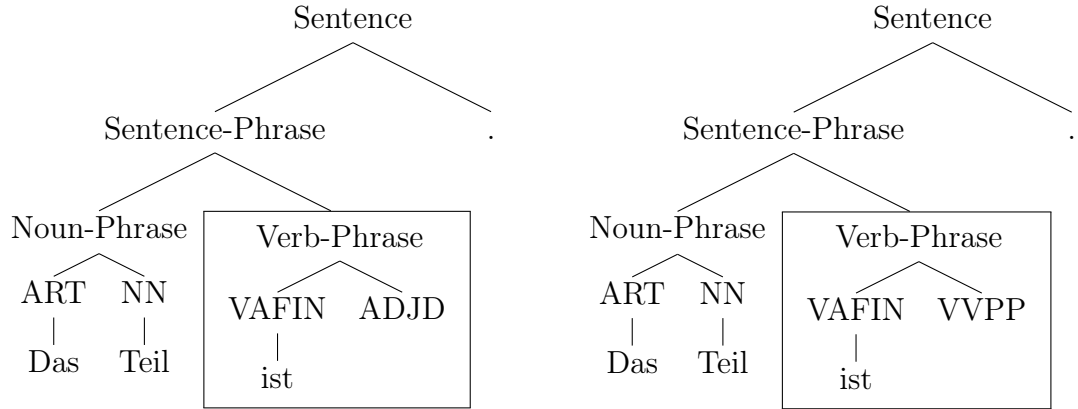 Sentence
Sentence-Phrase .
Noun-Phrase Verb-Phrase
ART NN VAFIN ADJD
Das Teil ist
Sentence
Sentence-Phrase .
Noun-Phrase Verb-Phrase
ART NN VAFIN VVPP
Das Teil ist